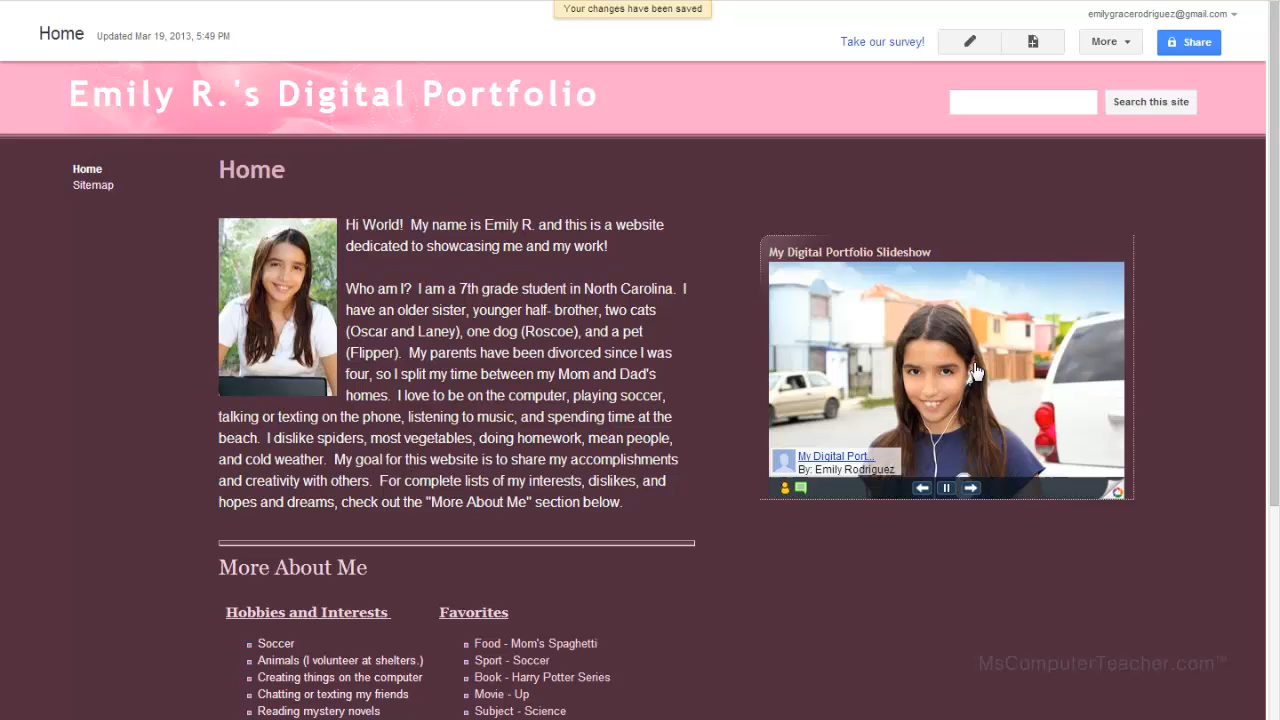 Your changes have been saved
emilygracerodriguez@gmail.com
Home Updated Mar 19, 2013, 5:49 PM
Take our survey!
More
Share
Emily R.'s Digital Portfolio
Search this site
Home
Sitemap
Home
Hi World!  My name is Emily R. and this is a website
dedicated to showcasing me and my work!
Who am I?  I am a 7th grade student in North Carolina.  I
have an older sister, younger half- brother, two cats
(Oscar and Laney), one dog (Roscoe), and a pet
(Flipper).  My parents have been divorced since I was
four, so I split my time between my Mom and Dad's
homes.  I love to be on the computer, playing soccer,
talking or texting on the phone, listening to music, and spending time at the
beach.  I dislike spiders, most vegetables, doing homework, mean people,
and cold weather.  My goal for this website is to share my accomplishments
and creativity with others.  For complete lists of my interests, dislikes, and
hopes and dreams, check out the "More About Me" section below.
My Digital Portfolio Slideshow
My Digital Port...
By: Emily Rodriguez
More About Me
Hobbies and Interests
Soccer
Animals (I volunteer at shelters.)
Creating things on the computer
Chatting or texting my friends
Reading mystery novels
Favorites
Food - Mom's Spaghetti
Sport - Soccer
Book - Harry Potter Series
Movie - Up
Subject - Science
MsComputerTeacher.com™